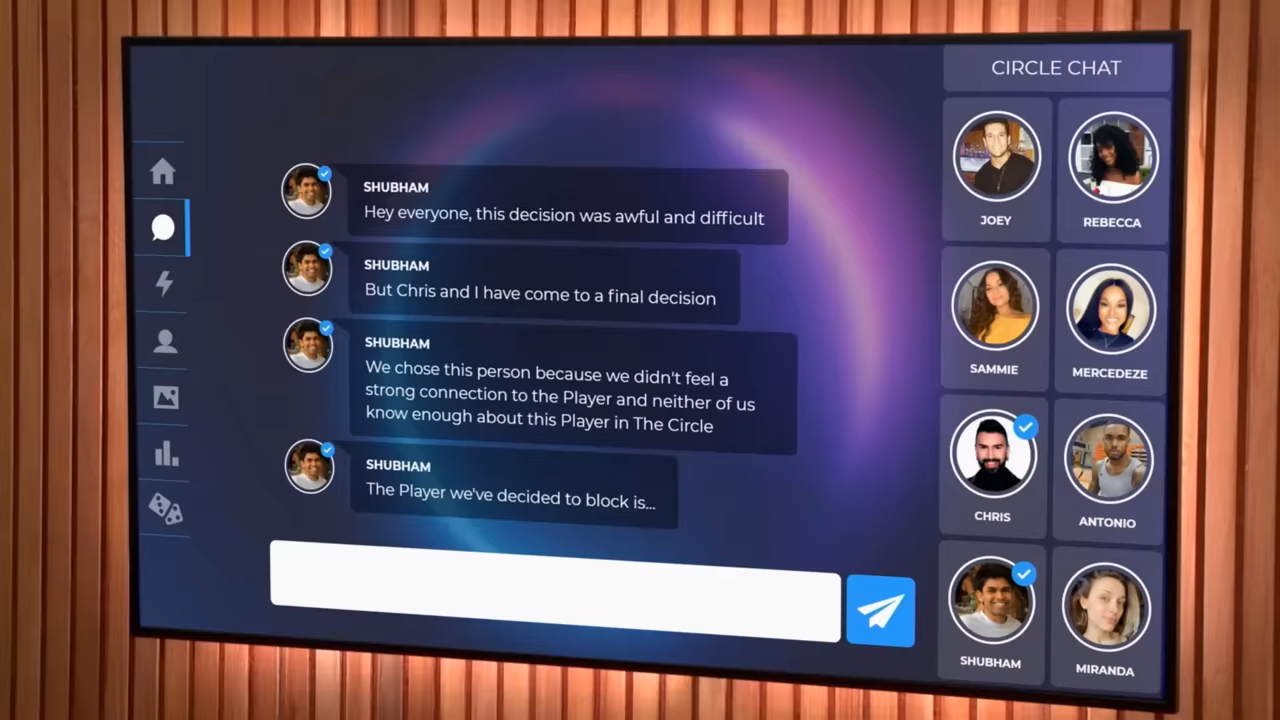 CIRCLE CHAT
SHUBHAM
Hey everyone, this decision was awful and difficult
SHUBHAM
But Chris and I have come to a final decision
SHUBHAM
We chose this person because we didn't feel a
strong connection to the Player and neither of us
know enough about this Player in The Circle
SHUBHAM
The Player we've decided to block is...
JOEY
REBECCA
SAMMIE
MERCEDEZE
CHRIS
ANTONIO
SHUBHAM
MIRANDA